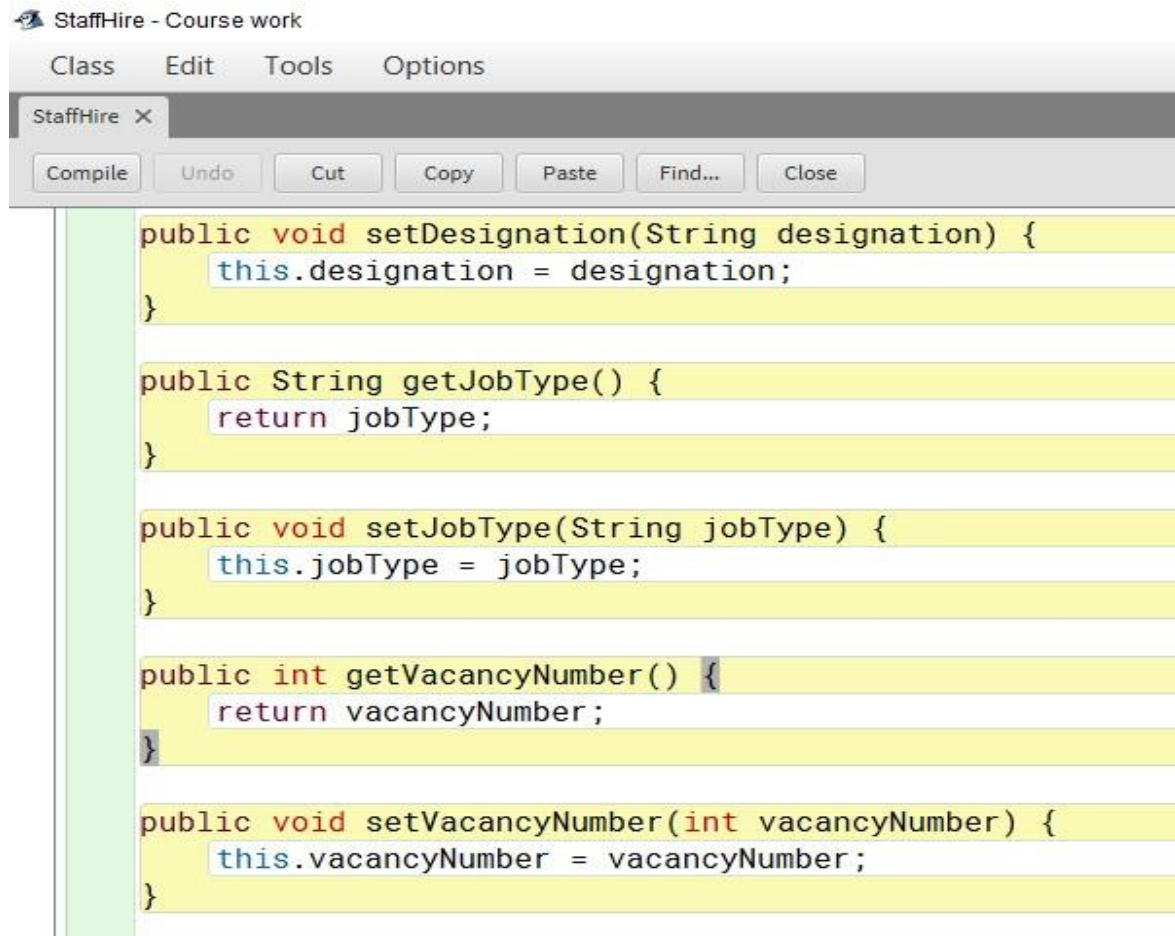 StaffHire - Course work
Class Edit Tools Options
StaffHire
Compile Undo Cut Copy Paste Find... Close
public void setDesignation(String designation) {
this.designation = designation;
}
public String getJobType() {
return jobType;
}
public void setJobType(String jobType) {
this.jobType = jobType;
}
public int getVacancyNumber() {
return vacancyNumber;
}
public void setVacancyNumber(int vacancyNumber) {
this.vacancyNumber = vacancyNumber;
}